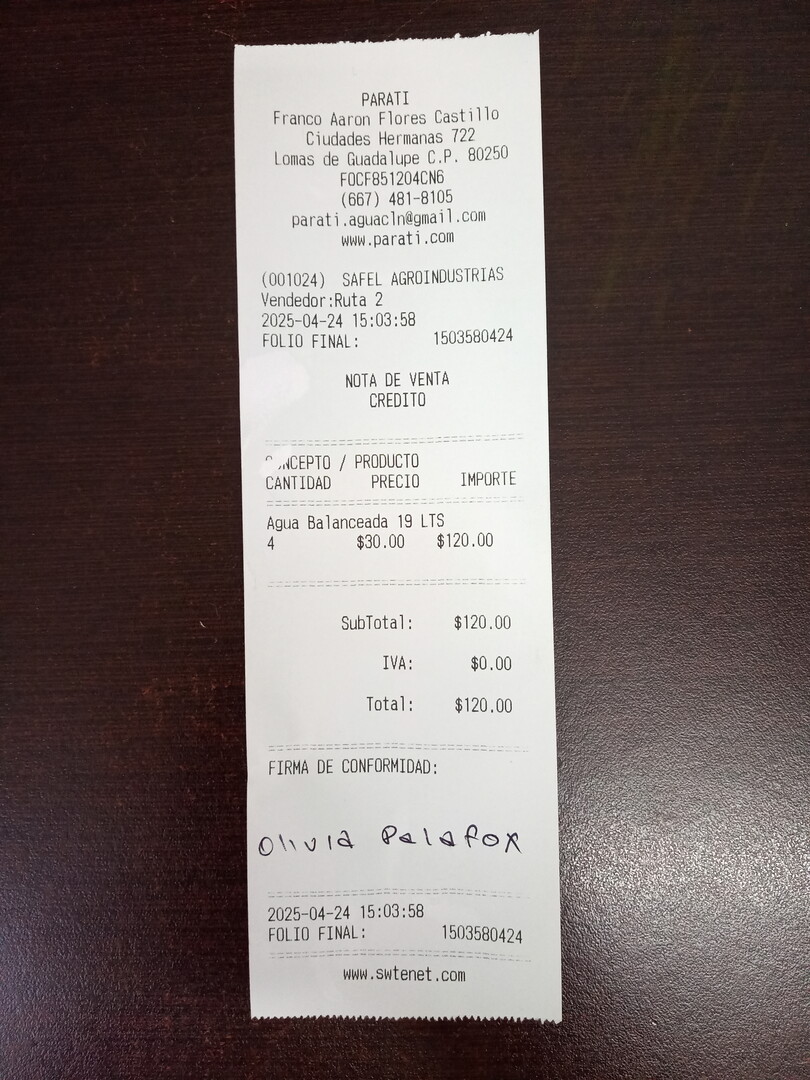 PARATI
Franco Aaron Flores Castillo
Ciudades Hermanas 722
Lomas de Guadalupe C.P. 80250
FOCF851204CN6
(667) 481-8105
parati.aguacln@gmail.com
www.parati.com
(001024) SAFEL AGROINDUSTRIAS
Vendedor:Ruta 2
2025-04-24 15:03:58
FOLIO FINAL: 1503580424
NOTA DE VENTA
CREDITO
CONCEPTO / PRODUCTO
CANTIDAD PRECIO IMPORTE
Agua Balanceada 19 LTS
4 $30.00 $120.00
SubTotal: $120.00
IVA: $0.00
Total: $120.00
FIRMA DE CONFORMIDAD:
Olivia Palafox
2025-04-24 15:03:58
FOLIO FINAL: 1503580424
www.swtenet.com